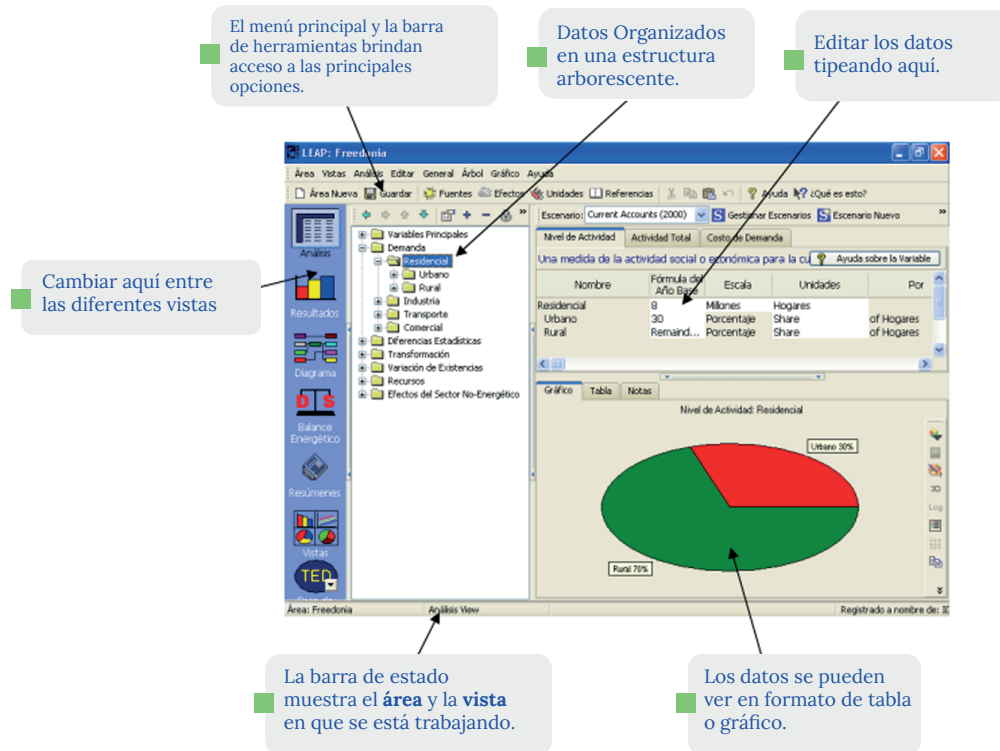 El menú principal y la barra
de herramientas brindan
acceso a las principales
opciones.
Datos Organizados
en una estructura
arborescente.
Editar los datos
tipeando aquí.
Cambiar aquí entre
las diferentes vistas
LEAP: Freedonia
Área Vistas Análisis Editar General Árbol Gráfico Ayuda
Área Nueva Guardar Fuentes Efectos Unidades Referencias Ayuda ¿Qué es esto?
Análisis
Resultados
Diagrama
Balance
Energético
Resúmenes
Vistas
TED
Variables Principales
Demanda
Residencial
Urbano
Rural
Industria
Transporte
Comercial
Diferencias Estadísticas
Transformación
Variación de Existencias
Recursos
Efectos del Sector No-Energético
Escenario: Current Accounts (2000) S Gestionar Escenarios S Escenario Nuevo
Nivel de Actividad Actividad Total Costo de Demanda
Una medida de la actividad social o económica para la cu Ayuda sobre la Variable
Nombre Fórmula del Año Base Escala Unidades Por
Residencial 8 Millones Hogares
Urbano 30 Porcentaje Share of Hogares
Rural Remaind... Porcentaje Share of Hogares
Gráfico Tabla Notas
Nivel de Actividad: Residencial
Urbano 30%
Rural 70%
3D
Log
Área: Freedonia Análisis View Registrado a nombre de:
La barra de estado
muestra el área y la vista
en que se está trabajando.
Los datos se pueden
ver en formato de tabla
o gráfico.